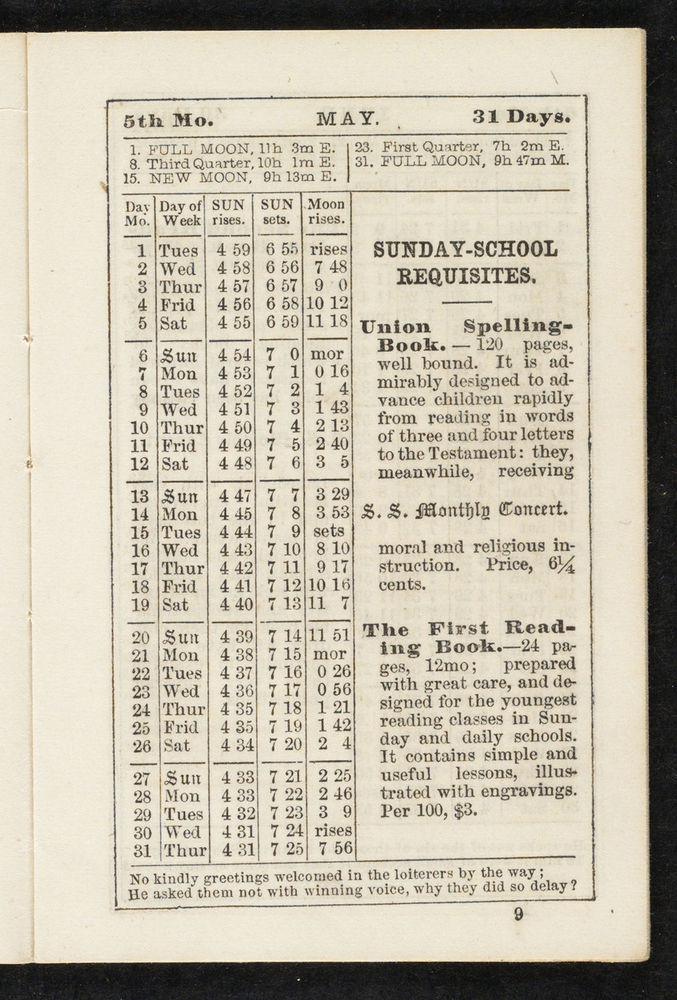 5th Mo. MAY. 31 Days.
1. FULL MOON, 11h 3m E.
8. Third Quarter, 10h 1m E.
15. NEW MOON, 9h 13m E.
23. First Quarter, 7h 2m E.
31. FULL MOON, 9h 47m M.
Day Day of SUN SUN Moon
Mo. Week rises. sets. rises.
1 Tues 4 59 6 55 rises
2 Wed 4 58 6 56 7 48
3 Thur 4 57 6 57 9 0
4 Frid 4 56 6 58 10 12
5 Sat 4 55 6 59 11 18
6 Sun 4 54 7 0 mor
7 Mon 4 53 7 1 0 16
8 Tues 4 52 7 2 1 4
9 Wed 4 51 7 3 1 43
10 Thur 4 50 7 4 2 13
11 Frid 4 49 7 5 2 40
12 Sat 4 48 7 6 3 5
13 Sun 4 47 7 7 3 29
14 Mon 4 45 7 8 3 53
15 Tues 4 44 7 9 sets
16 Wed 4 43 7 10 8 10
17 Thur 4 42 7 11 9 17
18 Frid 4 41 7 12 10 16
19 Sat 4 40 7 13 11 7
20 Sun 4 39 7 14 11 51
21 Mon 4 38 7 15 mor
22 Tues 4 37 7 16 0 26
23 Wed 4 36 7 17 0 56
24 Thur 4 35 7 18 1 21
25 Frid 4 35 7 19 1 42
26 Sat 4 34 7 20 2 4
27 Sun 4 33 7 21 2 25
28 Mon 4 33 7 22 2 46
29 Tues 4 32 7 23 3 9
30 Wed 4 31 7 24 rises
31 Thur 4 31 7 25 7 56
SUNDAY-SCHOOL
REQUISITES.
Union Spelling-
Book. — 120 pages,
well bound. It is ad-
mirably designed to ad-
vance children rapidly
from reading in words
of three and four letters
to the Testament: they,
meanwhile, receiving
S. S. Monthly Concert.
moral and religious in-
struction. Price, 6¼
cents.
The First Read-
ing Book.—24 pa-
ges, 12mo; prepared
with great care, and de-
signed for the youngest
reading classes in Sun-
day and daily schools.
It contains simple and
useful lessons, illus-
trated with engravings.
Per 100, $3.
No kindly greetings welcomed in the loiterers by the way;
He asked them not with winning voice, why they did so delay?
9